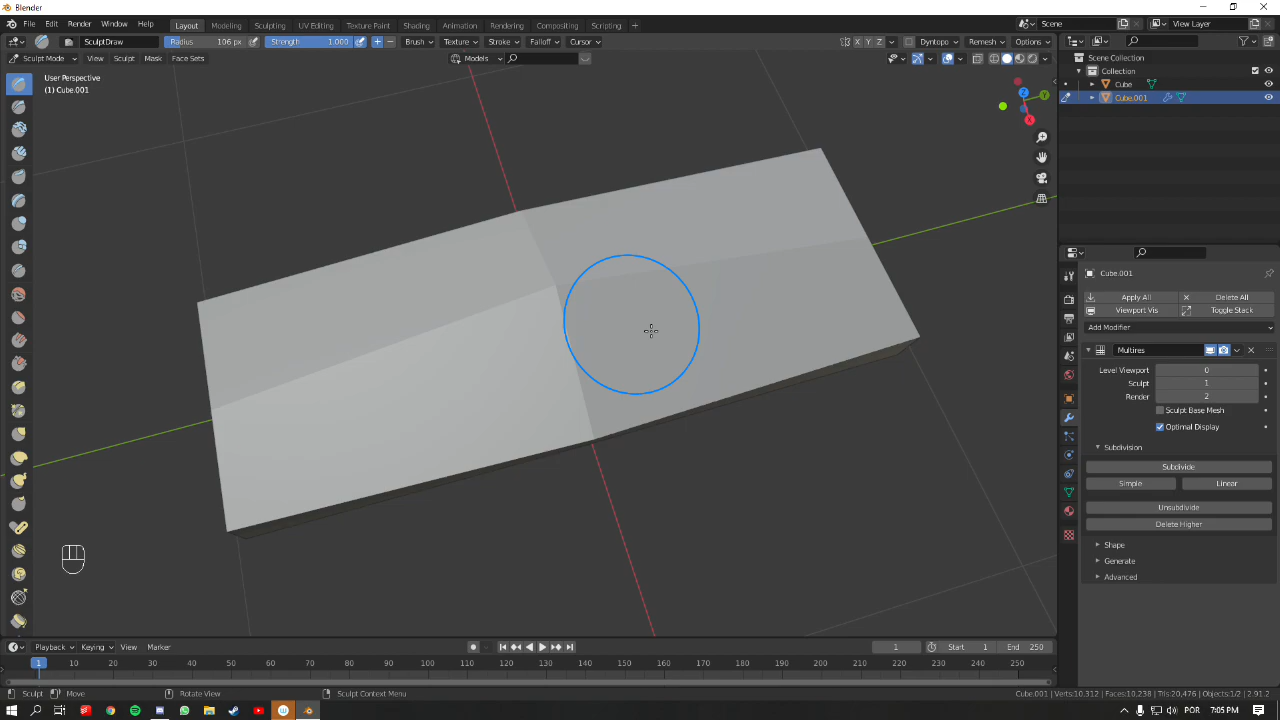 Blender
File Edit Render Window Help Layout Modeling Sculpting UV Editing Texture Paint Shading Animation Rendering Compositing Scripting + Scene View Layer
SculptDraw Radius 106 px Strength 1.000 + − Brush Texture Stroke Falloff Cursor X Y Z Dyntopo Remesh Options
Sculpt Mode View Sculpt Mask Face Sets Models
User Perspective
(1) Cube.001
Scene Collection
Collection
Cube
Cube.001
Z Y X
Cube.001
Apply All Delete All
Viewport Vis Toggle Stack
Add Modifier
Multires
Level Viewport 0
Sculpt 1
Render 2
Sculpt Base Mesh
Optimal Display
Subdivision
Subdivide
Simple Linear
Unsubdivide
Delete Higher
Shape
Generate
Advanced
Playback Keying View Marker 1 Start 1 End 250
1 10 20 30 40 50 60 70 80 90 100 110 120 130 140 150 160 170 180 190 200 210 220 230 240 250
Sculpt Move Rotate View Sculpt Context Menu Cube.001 | Verts:10,312 | Faces:10,238 | Tris:20,476 | Objects:1/2 | 2.91.2
POR 7:05 PM